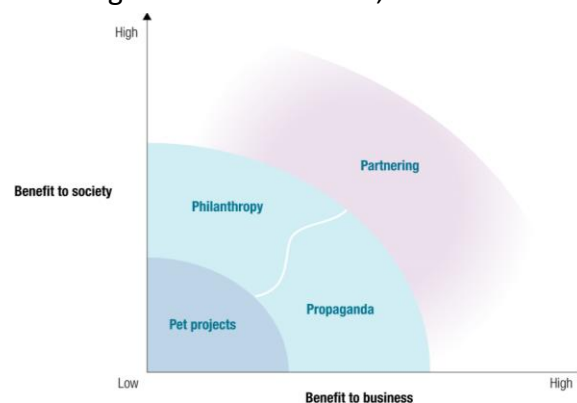 High
Partnering
Benefit to society
Philanthropy
Propaganda
Pet projects
Low
High
Benefit to business